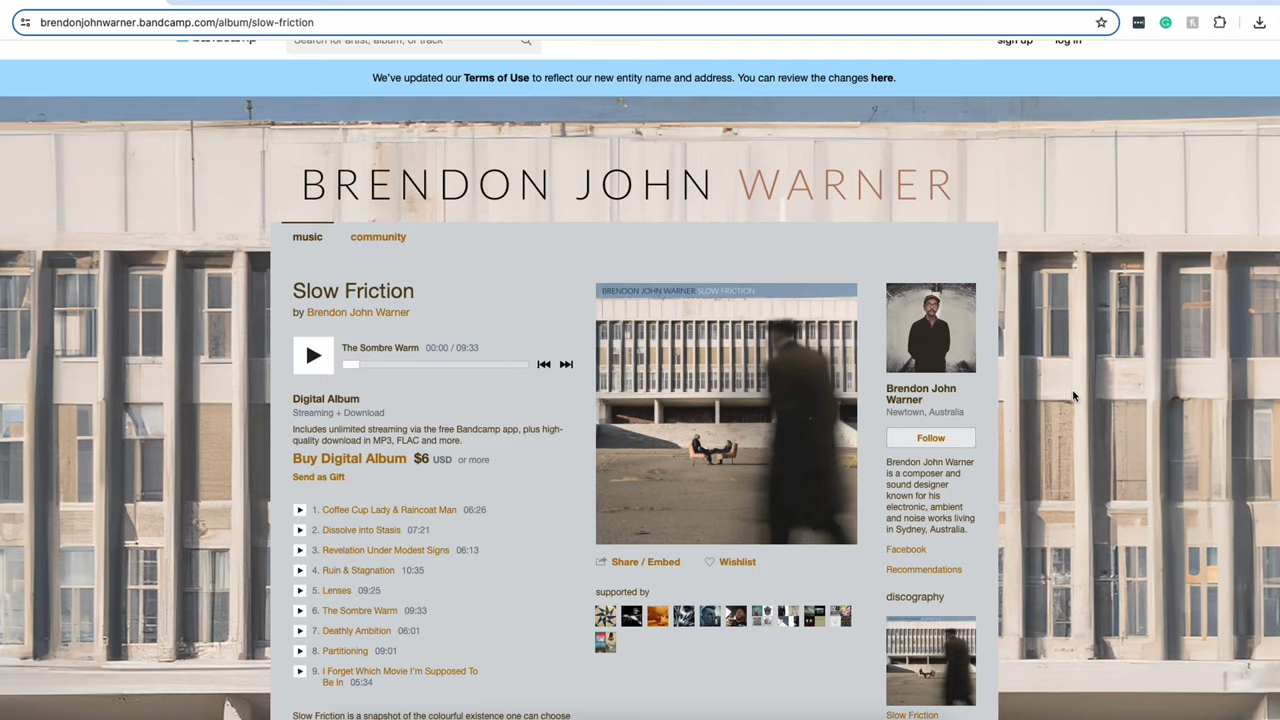 brendonjohnwarner.bandcamp.com/album/slow-friction
Search for artist, album, or track
sign up
log in
We've updated our Terms of Use to reflect our new entity name and address. You can review the changes here.
BRENDON JOHN WARNER
music
community
Slow Friction
by Brendon John Warner
The Sombre Warm 00:00 / 09:33
Digital Album
Streaming + Download
Includes unlimited streaming via the free Bandcamp app, plus high-
quality download in MP3, FLAC and more.
Buy Digital Album $6 USD or more
Send as Gift
1. Coffee Cup Lady & Raincoat Man 06:26
2. Dissolve into Stasis 07:21
3. Revelation Under Modest Signs 06:13
4. Ruin & Stagnation 10:35
5. Lenses 09:25
6. The Sombre Warm 09:33
7. Deathly Ambition 06:01
8. Partitioning 09:01
9. I Forget Which Movie I'm Supposed To
Be In 05:34
Slow Friction is a snapshot of the colourful existence one can choose
BRENDON JOHN WARNER SLOW FRICTION
Share / Embed
Wishlist
supported by
Brendon John
Warner
Newtown, Australia
Follow
Brendon John Warner
is a composer and
sound designer
known for his
electronic, ambient
and noise works living
in Sydney, Australia.
Facebook
Recommendations
discography
Slow Friction